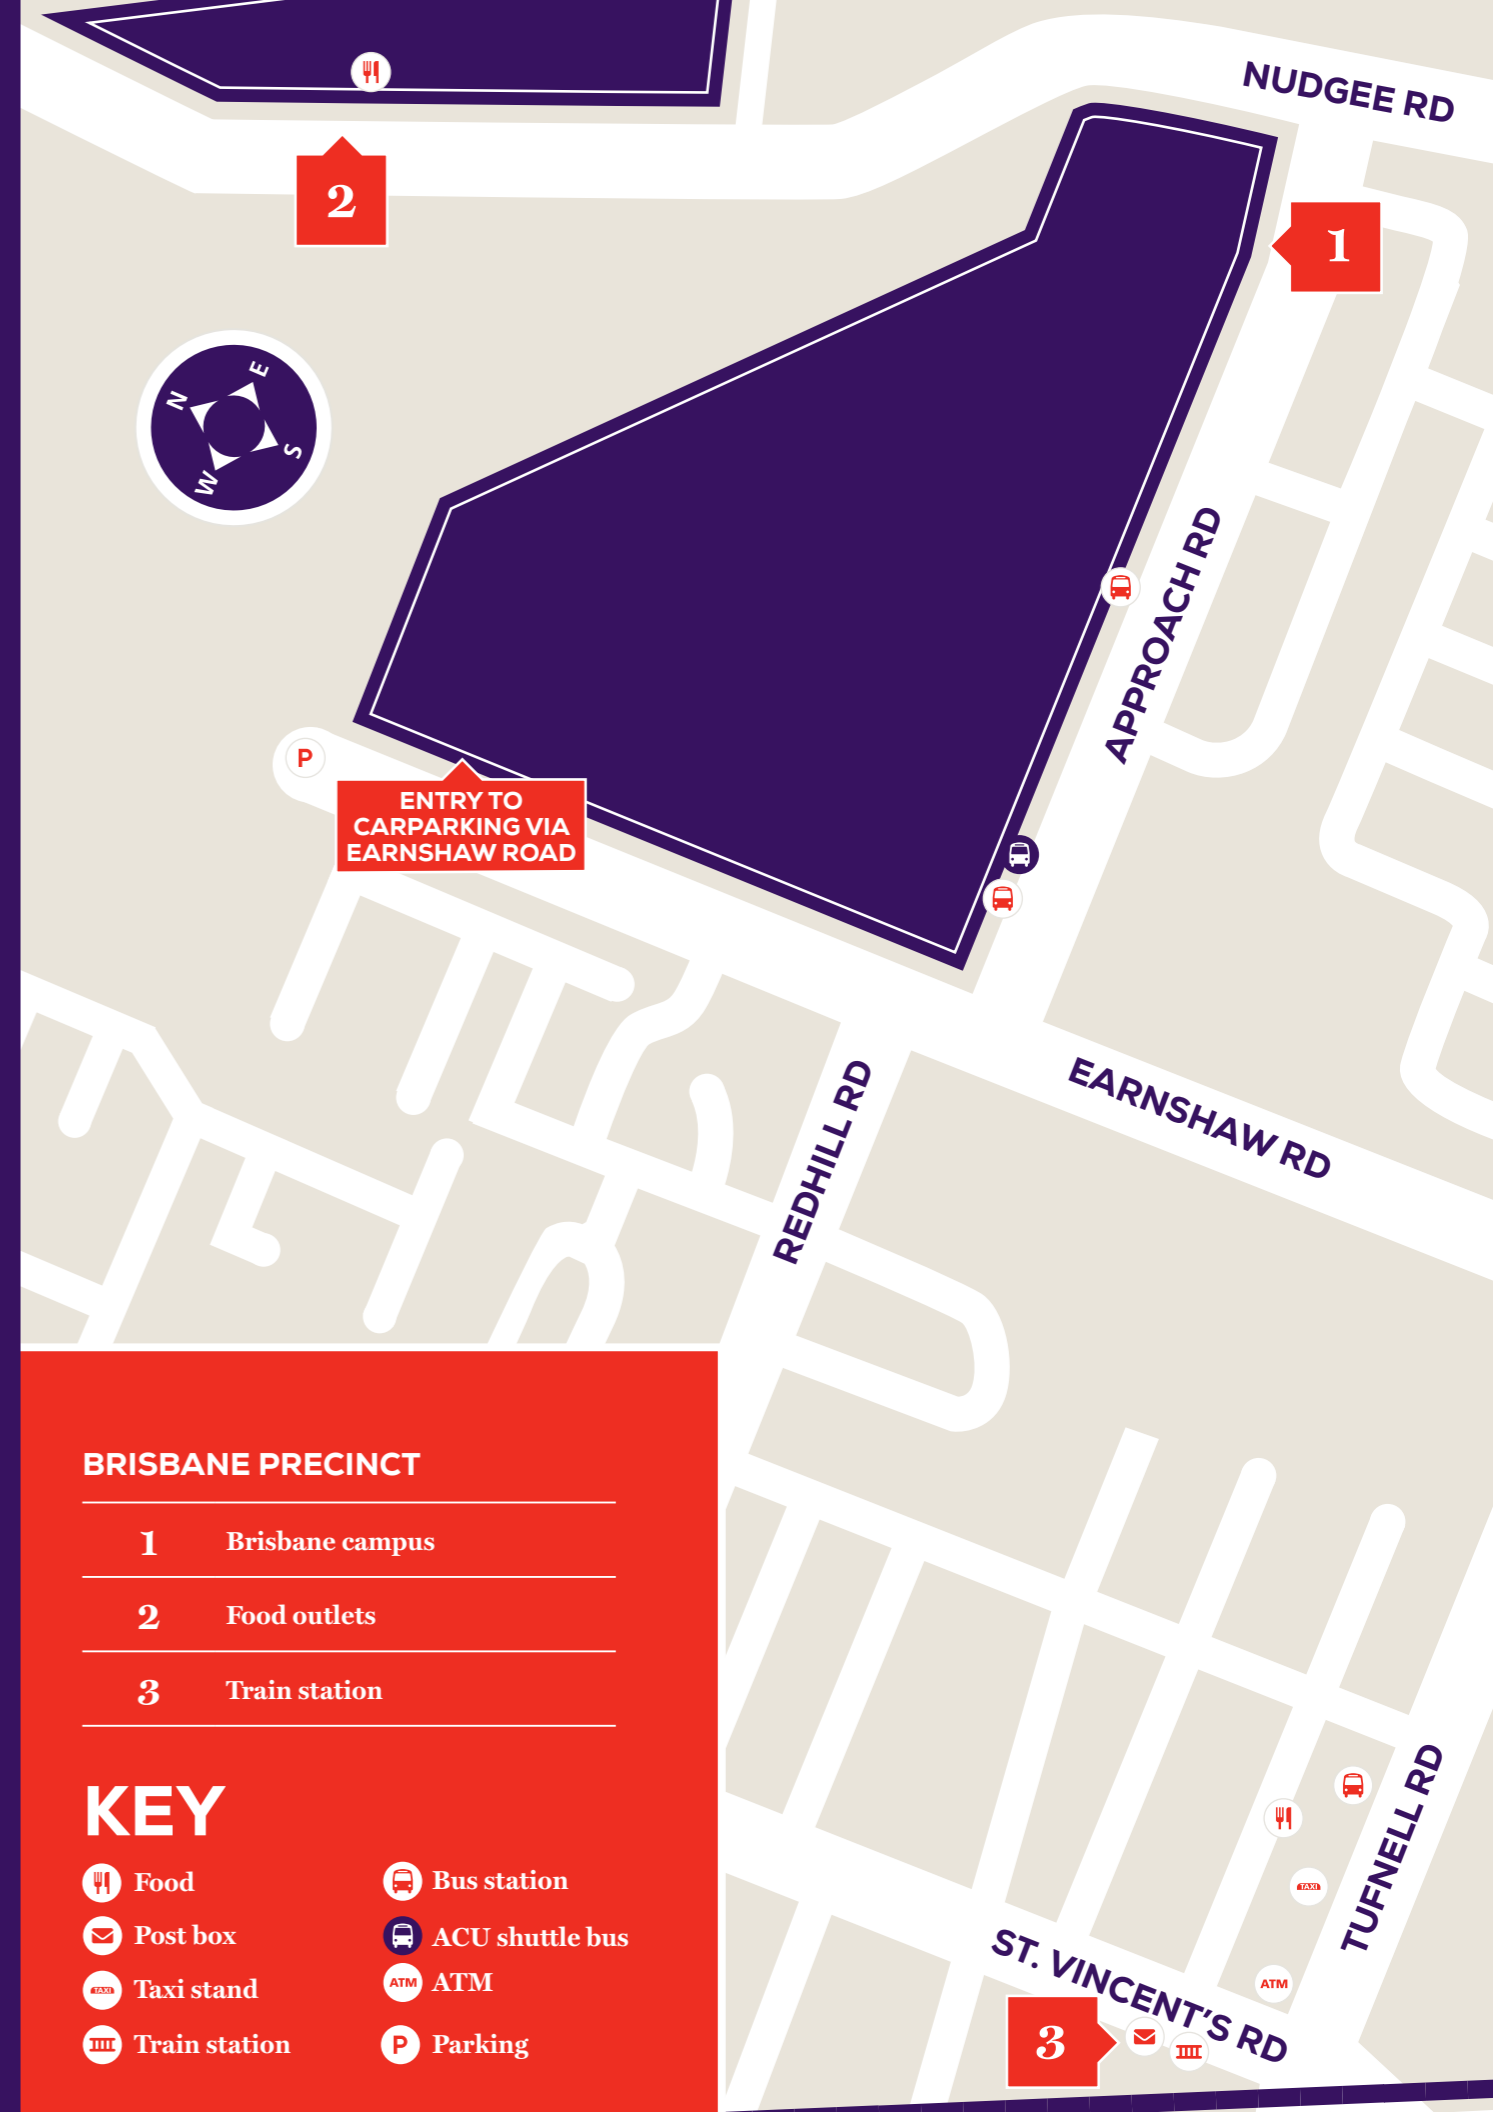 NUDGEE RD
2
1
N
E
S
W
APPROACH RD
P
ENTRY TO
CARPARKING VIA
EARNSHAW ROAD
EARNSHAW RD
REDHILL RD
BRISBANE PRECINCT
1 Brisbane campus
2 Food outlets
3 Train station
KEY
Food
Bus station
Post box
ACU shuttle bus
TAXI Taxi stand
ATM ATM
Train station
P Parking
TUFNELL RD
TAXI
ATM
ST. VINCENT'S RD
3